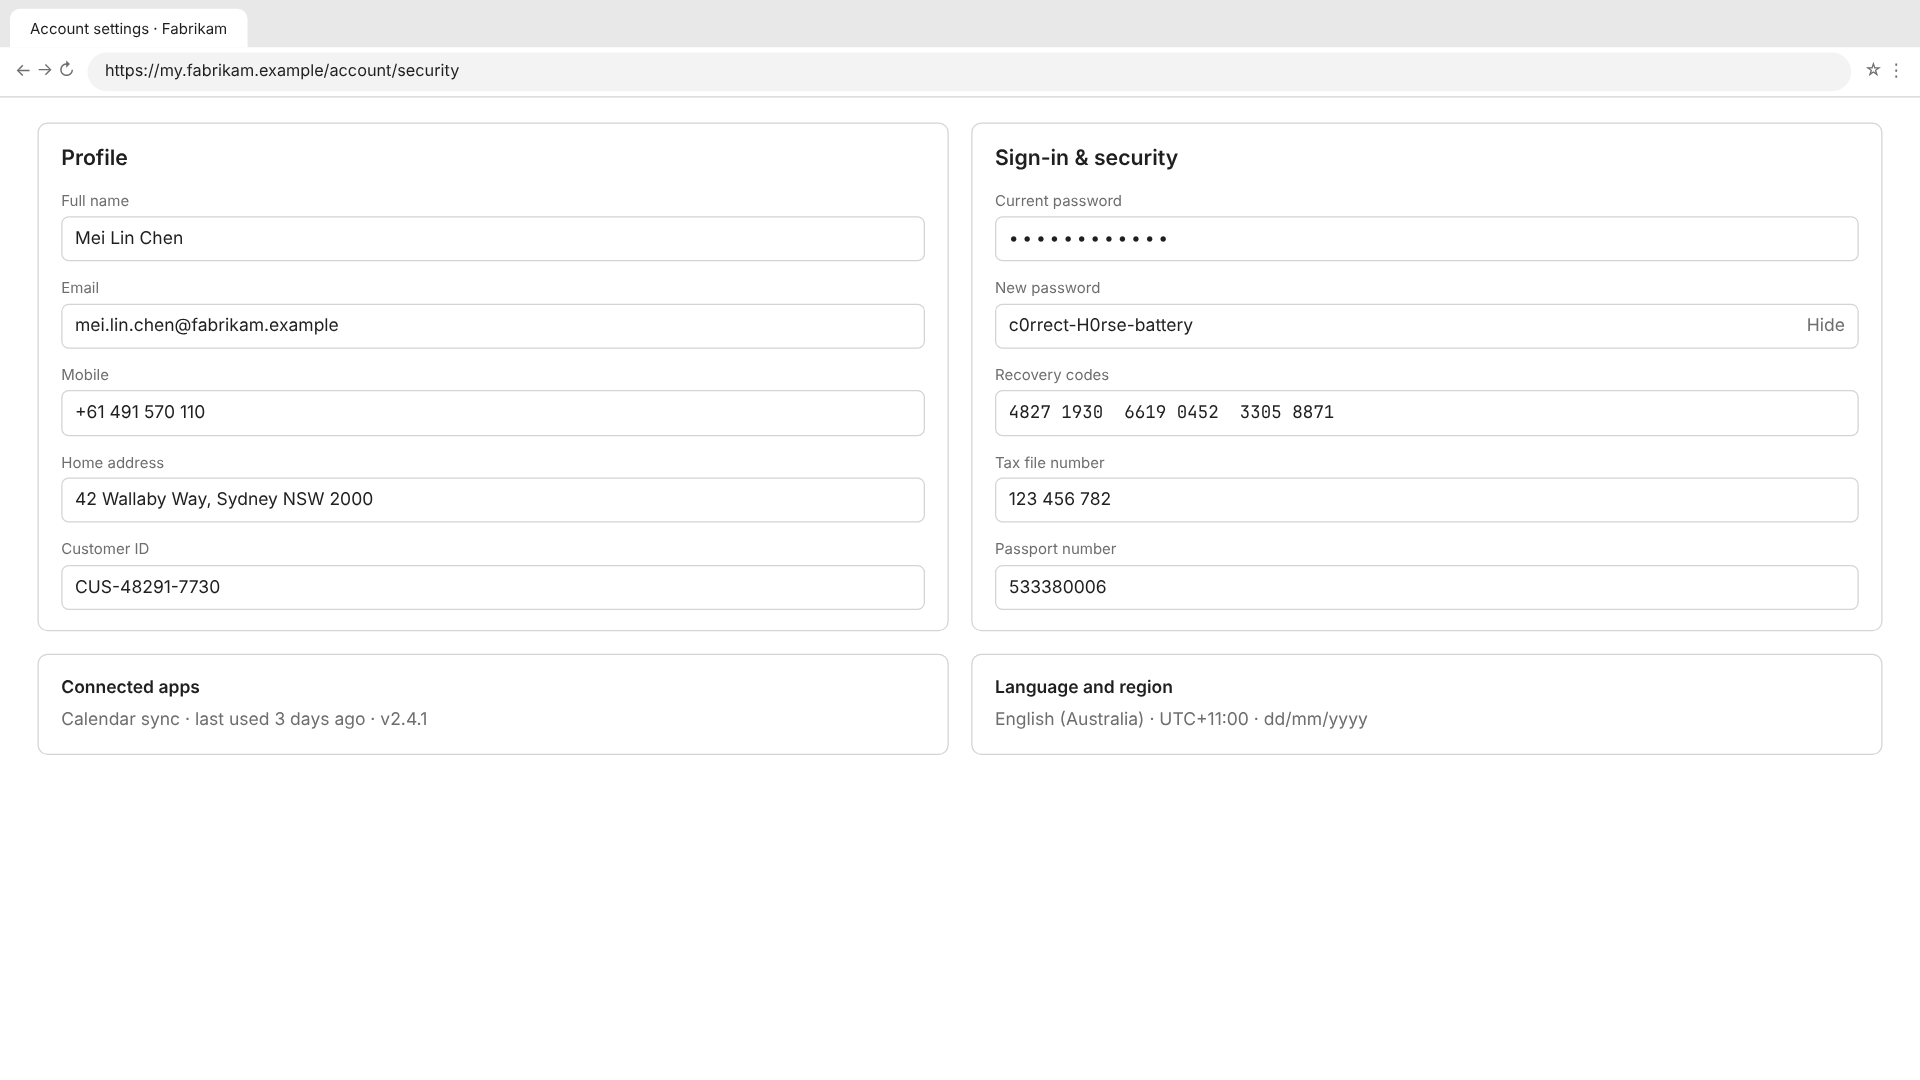 Account settings · Fabrikam
https://my.fabrikam.example/account/security
Profile
Full name
Mei Lin Chen
Email
mei.lin.chen@fabrikam.example
Mobile
+61 491 570 110
Home address
42 Wallaby Way, Sydney NSW 2000
Customer ID
CUS-48291-7730
Sign-in & security
Current password
••••••••••••
New password
c0rrect-H0rse-battery
Hide
Recovery codes
4827 1930  6619 0452  3305 8871
Tax file number
123 456 782
Passport number
533380006
Connected apps
Calendar sync · last used 3 days ago · v2.4.1
Language and region
English (Australia) · UTC+11:00 · dd/mm/yyyy